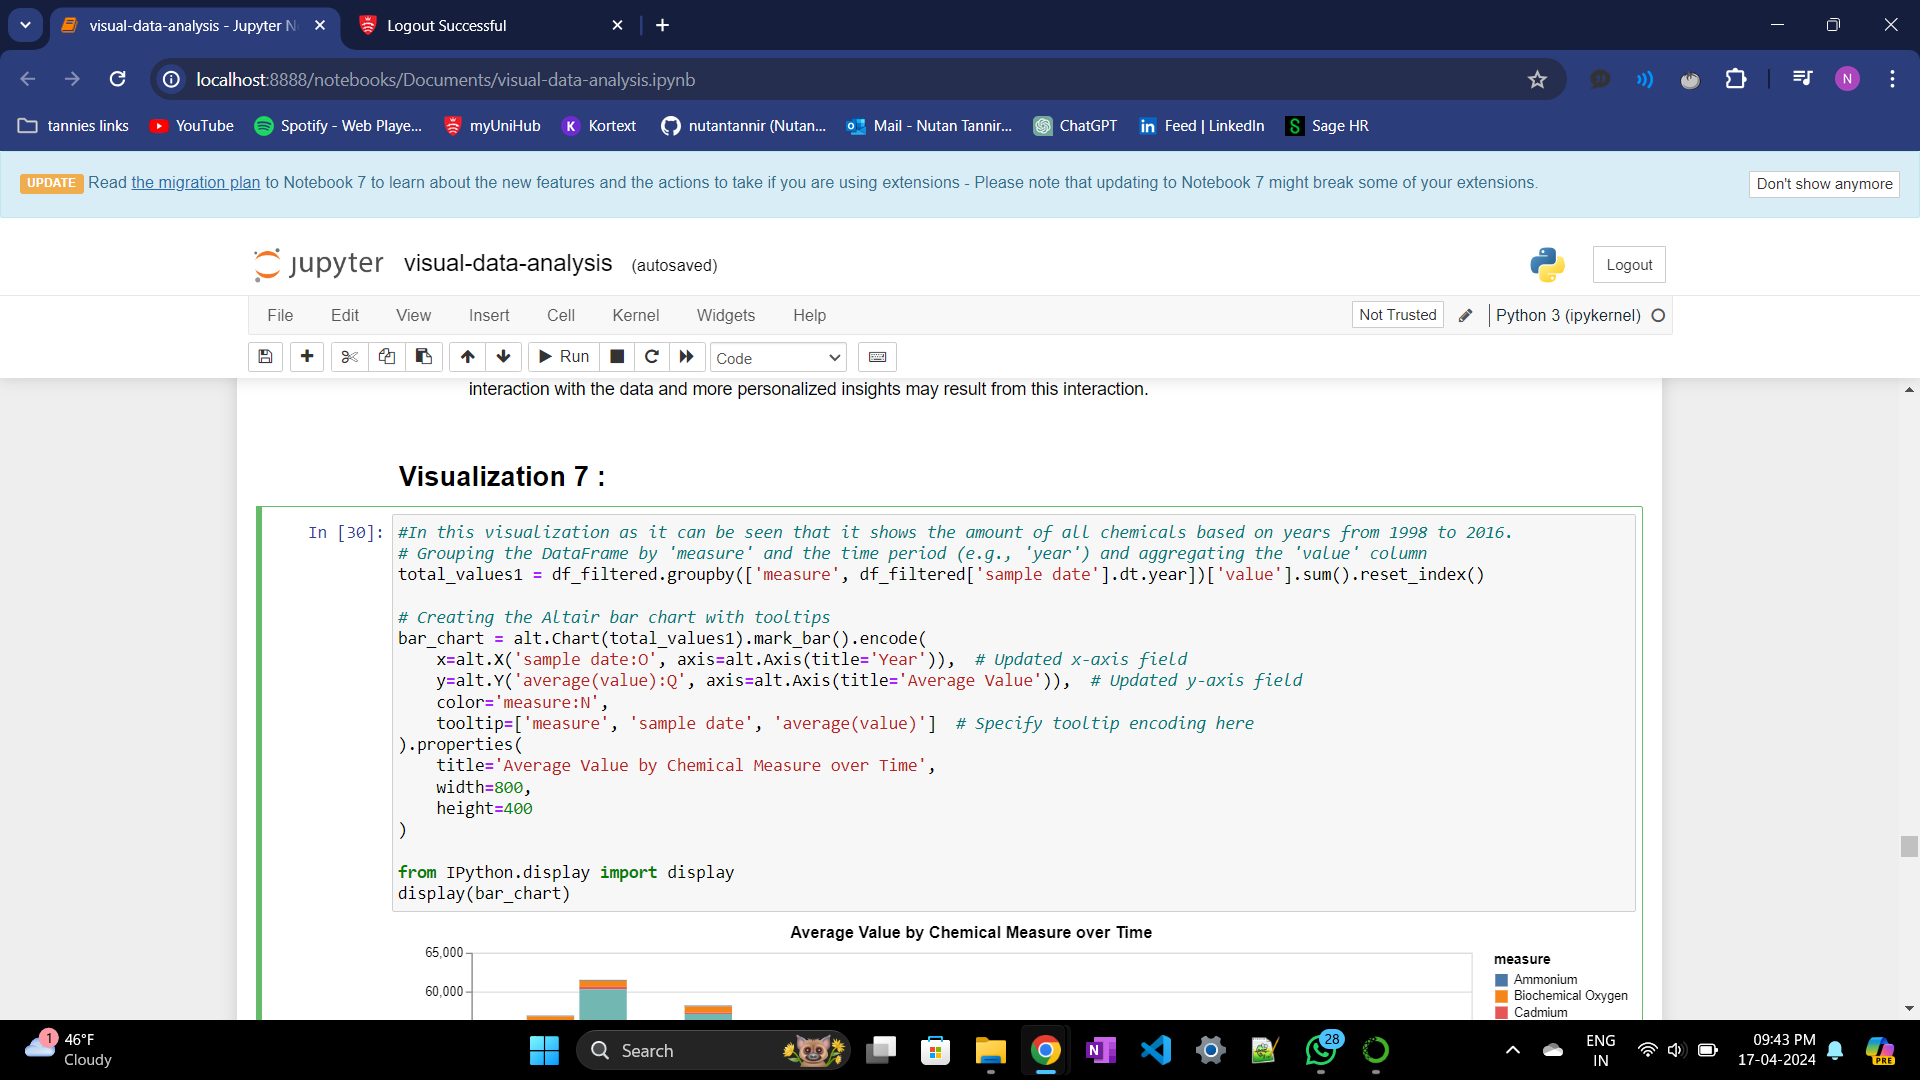 visual-data-analysis - Jupyter N
Logout Successful
localhost:8888/notebooks/Documents/visual-data-analysis.ipynb
N
tannies links
YouTube
Spotify - Web Playe...
myUniHub
K
Kortext
nutantannir (Nutan...
Mail - Nutan Tannir...
ChatGPT
in
Feed | LinkedIn
S
Sage HR
UPDATE Read the migration plan to Notebook 7 to learn about the new features and the actions to take if you are using extensions - Please note that updating to Notebook 7 might break some of your extensions.
Don't show anymore
jupyter visual-data-analysis (autosaved)
Logout
File Edit View Insert Cell Kernel Widgets Help
Not Trusted
Python 3 (ipykernel)
Run
Code
interaction with the data and more personalized insights may result from this interaction.
Visualization 7 :
In [30]:
#In this visualization as it can be seen that it shows the amount of all chemicals based on years from 1998 to 2016.
# Grouping the DataFrame by 'measure' and the time period (e.g., 'year') and aggregating the 'value' column
total_values1 = df_filtered.groupby(['measure', df_filtered['sample date'].dt.year])['value'].sum().reset_index()
# Creating the Altair bar chart with tooltips
bar_chart = alt.Chart(total_values1).mark_bar().encode(
x=alt.X('sample date:O', axis=alt.Axis(title='Year')), # Updated x-axis field
y=alt.Y('average(value):Q', axis=alt.Axis(title='Average Value')), # Updated y-axis field
color='measure:N',
tooltip=['measure', 'sample date', 'average(value)'] # Specify tooltip encoding here
).properties(
title='Average Value by Chemical Measure over Time',
width=800,
height=400
)
from IPython.display import display
display(bar_chart)
Average Value by Chemical Measure over Time
65,000
60,000
measure
Ammonium
Biochemical Oxygen
Cadmium
1
46°F
Cloudy
Search
N
28
ENG
IN
09:43 PM
17-04-2024
PRE